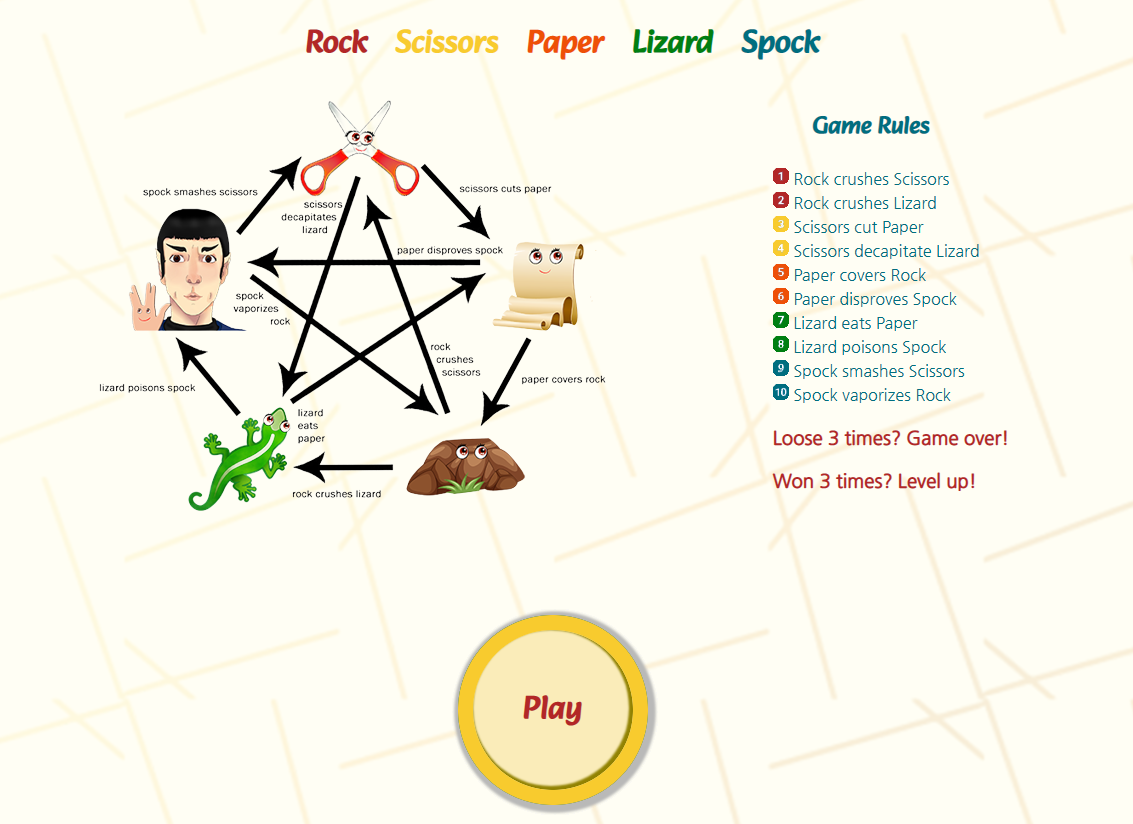 Rock Scissors Paper Lizard Spock
spock smashes scissors
scissors
decapitates
lizard
scissors cuts paper
paper disproves spock
spock
vaporizes
rock
rock
crushes
scissors
lizard poisons spock
paper covers rock
lizard
eats
paper
rock crushes lizard
Game Rules
1 Rock crushes Scissors
2 Rock crushes Lizard
3 Scissors cut Paper
4 Scissors decapitate Lizard
5 Paper covers Rock
6 Paper disproves Spock
7 Lizard eats Paper
8 Lizard poisons Spock
9 Spock smashes Scissors
10 Spock vaporizes Rock
Loose 3 times? Game over!
Won 3 times? Level up!
Play